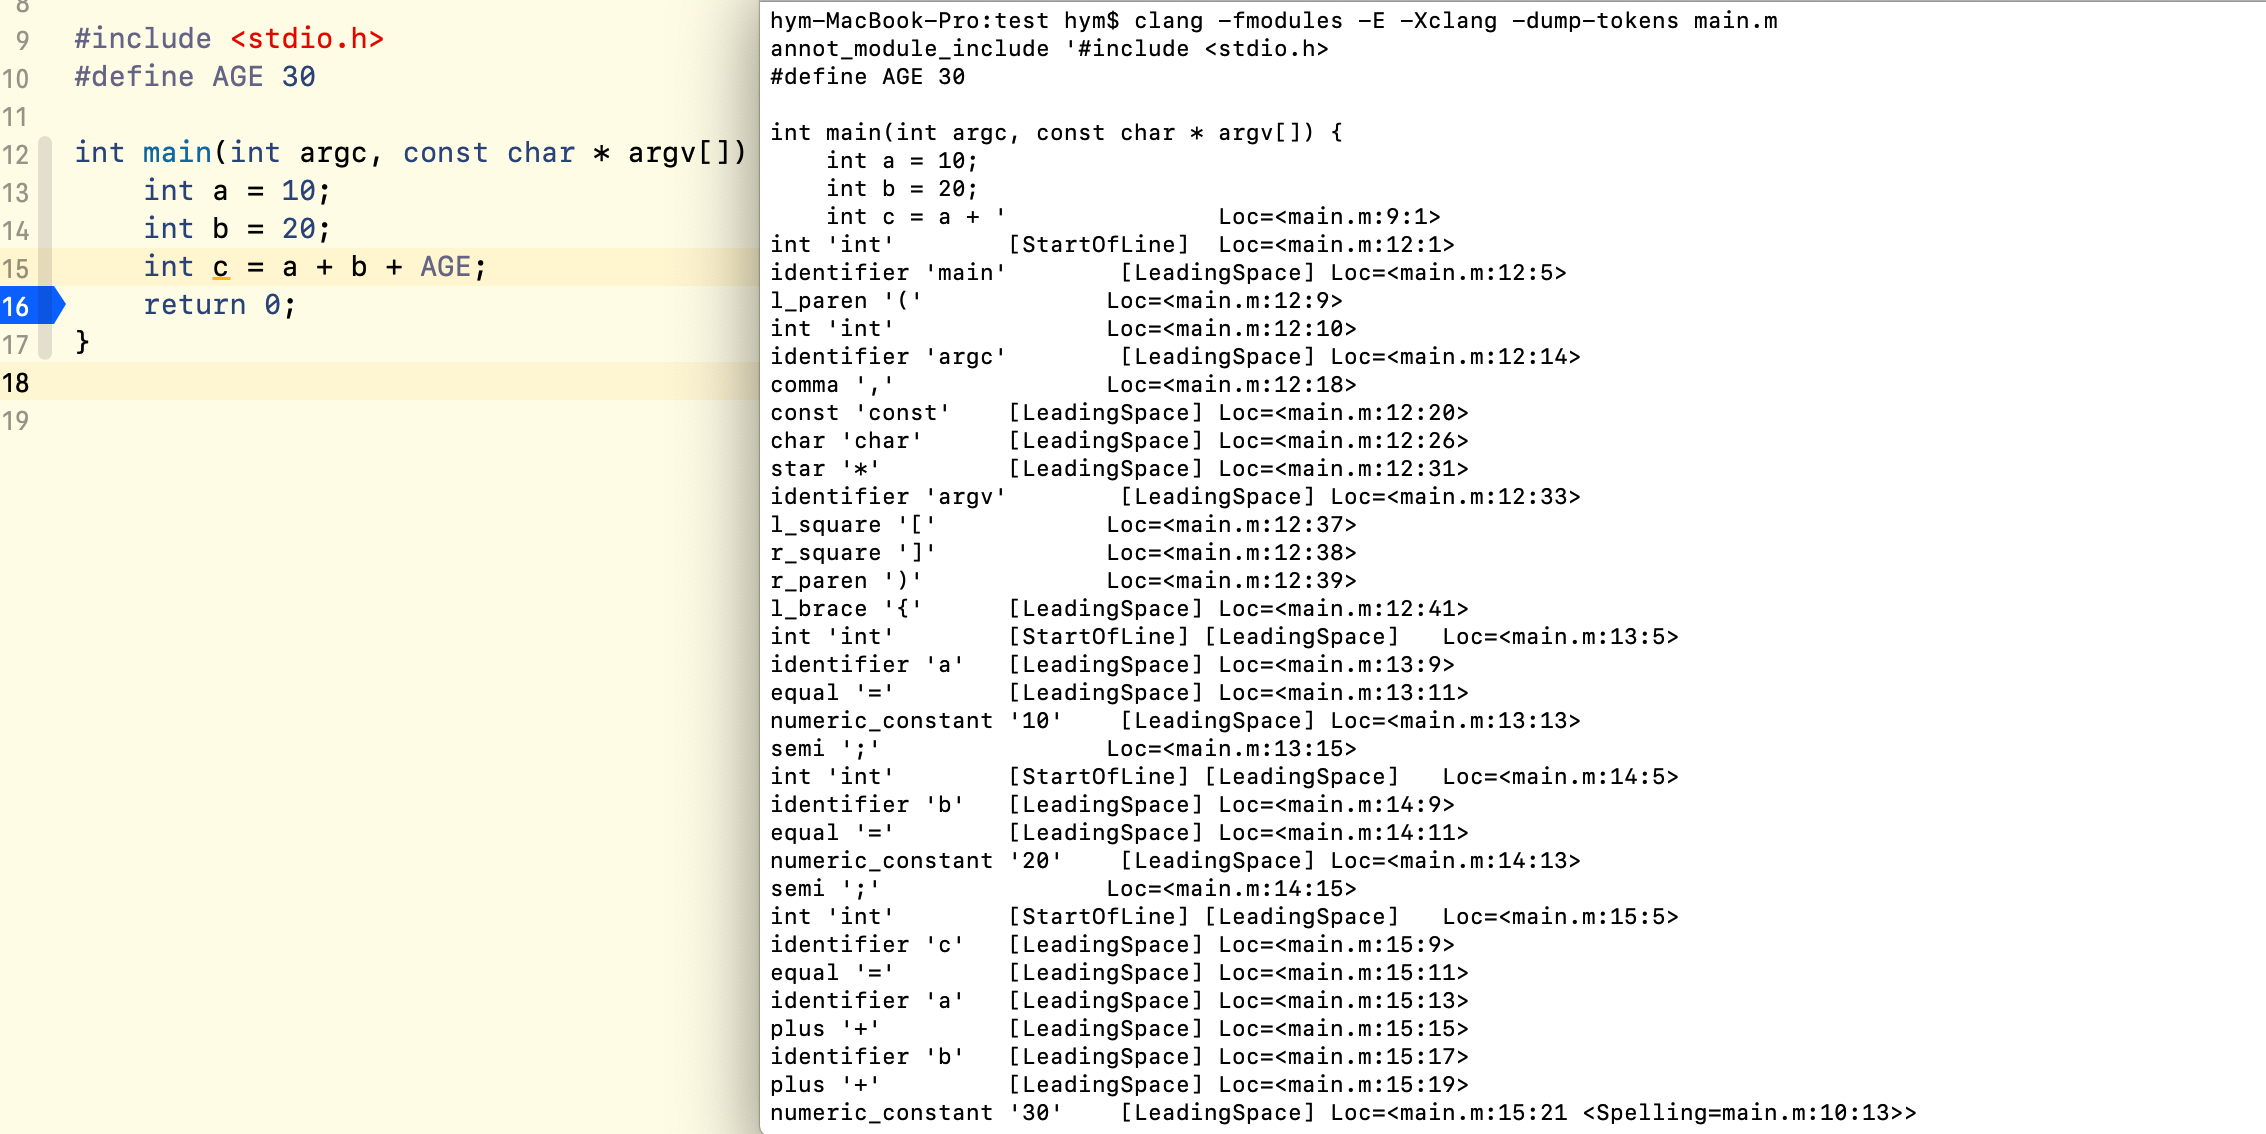 8
9 #include <stdio.h>
10 #define AGE 30
11
12 int main(int argc, const char * argv[])
13     int a = 10;
14     int b = 20;
15     int c = a + b + AGE;
16     return 0;
17 }
18
19
hym-MacBook-Pro:test hym$ clang -fmodules -E -Xclang -dump-tokens main.m
annot_module_include '#include <stdio.h>
#define AGE 30

int main(int argc, const char * argv[]) {
    int a = 10;
    int b = 20;
    int c = a + '		Loc=<main.m:9:1>
int 'int'	 [StartOfLine]	Loc=<main.m:12:1>
identifier 'main'	 [LeadingSpace]	Loc=<main.m:12:5>
l_paren '('		Loc=<main.m:12:9>
int 'int'		Loc=<main.m:12:10>
identifier 'argc'	 [LeadingSpace]	Loc=<main.m:12:14>
comma ','		Loc=<main.m:12:18>
const 'const'	 [LeadingSpace]	Loc=<main.m:12:20>
char 'char'	 [LeadingSpace]	Loc=<main.m:12:26>
star '*'	 [LeadingSpace]	Loc=<main.m:12:31>
identifier 'argv'	 [LeadingSpace]	Loc=<main.m:12:33>
l_square '['		Loc=<main.m:12:37>
r_square ']'		Loc=<main.m:12:38>
r_paren ')'		Loc=<main.m:12:39>
l_brace '{'	 [LeadingSpace]	Loc=<main.m:12:41>
int 'int'	 [StartOfLine] [LeadingSpace]	Loc=<main.m:13:5>
identifier 'a'	 [LeadingSpace]	Loc=<main.m:13:9>
equal '='	 [LeadingSpace]	Loc=<main.m:13:11>
numeric_constant '10'	 [LeadingSpace]	Loc=<main.m:13:13>
semi ';'		Loc=<main.m:13:15>
int 'int'	 [StartOfLine] [LeadingSpace]	Loc=<main.m:14:5>
identifier 'b'	 [LeadingSpace]	Loc=<main.m:14:9>
equal '='	 [LeadingSpace]	Loc=<main.m:14:11>
numeric_constant '20'	 [LeadingSpace]	Loc=<main.m:14:13>
semi ';'		Loc=<main.m:14:15>
int 'int'	 [StartOfLine] [LeadingSpace]	Loc=<main.m:15:5>
identifier 'c'	 [LeadingSpace]	Loc=<main.m:15:9>
equal '='	 [LeadingSpace]	Loc=<main.m:15:11>
identifier 'a'	 [LeadingSpace]	Loc=<main.m:15:13>
plus '+'	 [LeadingSpace]	Loc=<main.m:15:15>
identifier 'b'	 [LeadingSpace]	Loc=<main.m:15:17>
plus '+'	 [LeadingSpace]	Loc=<main.m:15:19>
numeric_constant '30'	 [LeadingSpace]	Loc=<main.m:15:21 <Spelling=main.m:10:13>>